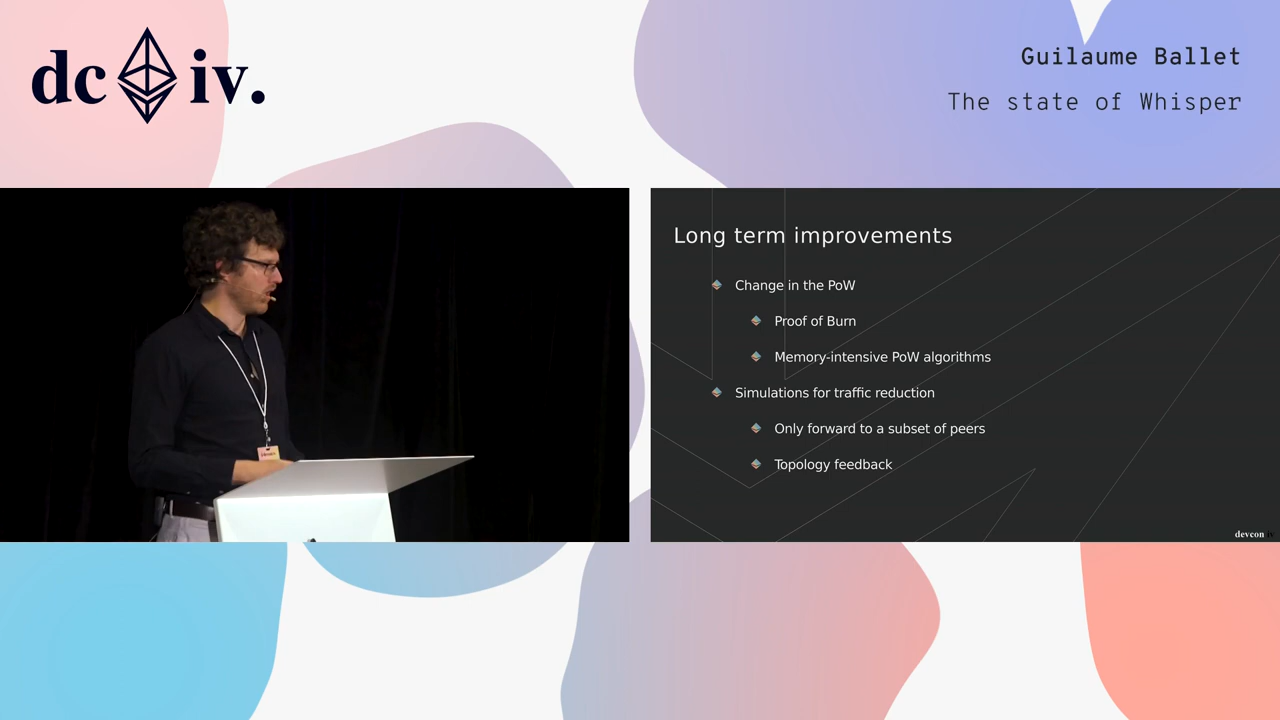 dc iv.
Guilaume Ballet
The state of Whisper
Long term improvements
Change in the PoW
Proof of Burn
Memory-intensive PoW algorithms
Simulations for traffic reduction
Only forward to a subset of peers
Topology feedback
devcon